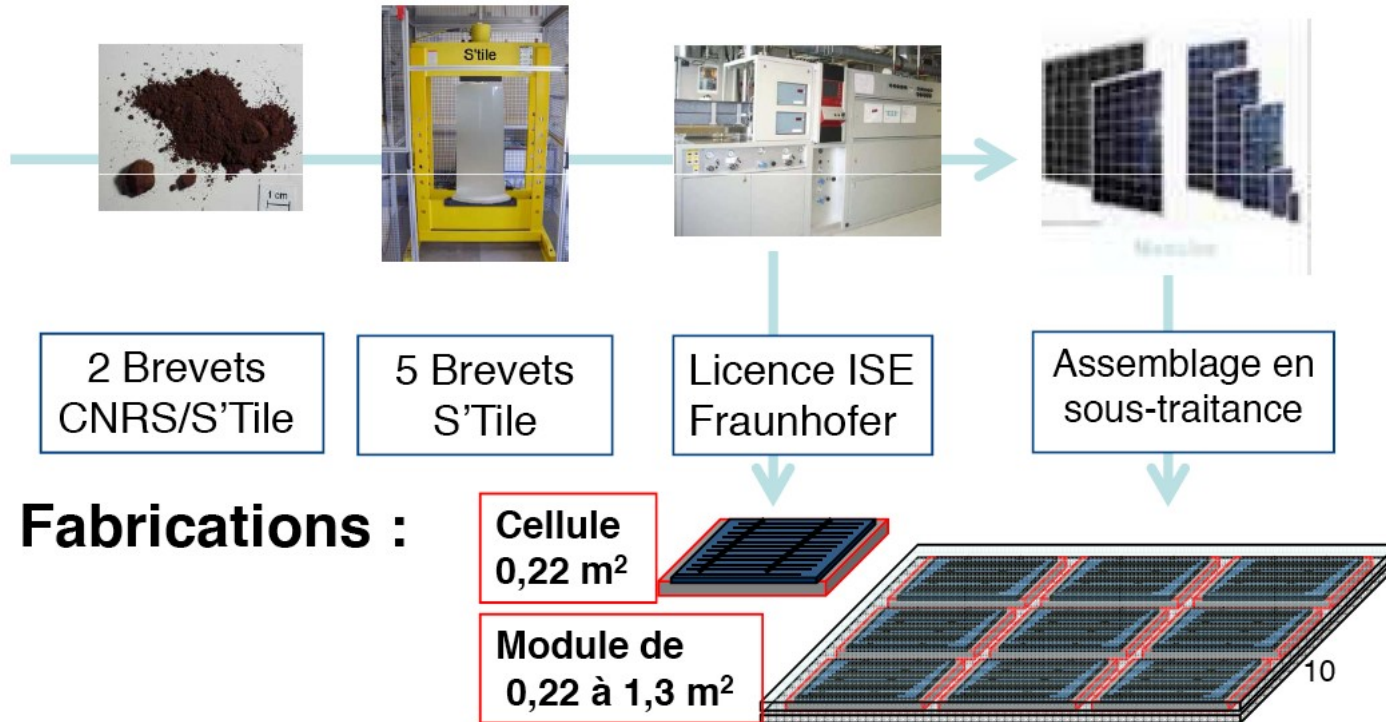 S'tile
1 cm
2 Brevets
CNRS/S'Tile
5 Brevets
S'Tile
Licence ISE
Fraunhofer
Assemblage en
sous-traitance
Fabrications :
Cellule
0,22 m²
Module de
0,22 à 1,3 m²
10